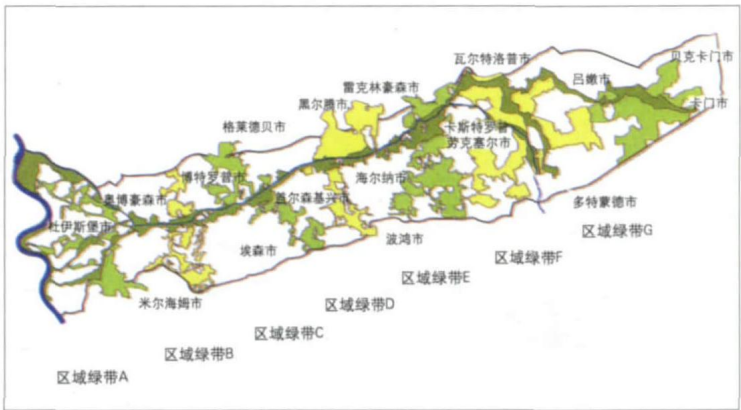 贝克卡门市
瓦尔特洛普市
吕嫩市
雷克林豪森市
卡门市
黑尔腾市
格莱德贝市
卡斯特罗普
劳克塞尔市
博特罗普市
海尔纳市
盖尔森基兴市
奥博豪森市
多特蒙德市
杜伊斯堡市
区域绿带G
波鸿市
埃森市
区域绿带F
区域绿带E
米尔海姆市
区域绿带D
区域绿带C
区域绿带B
区域绿带A